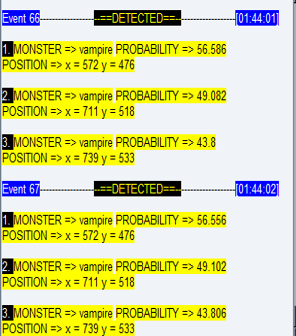 Event 66-----------------==DETECTED==-----------------[01:44:01]
1. MONSTER => vampire PROBABILITY => 56.586
POSITION => x = 572 y = 476
2. MONSTER => vampire PROBABILITY => 49.082
POSITION => x = 711 y = 518
3. MONSTER => vampire PROBABILITY => 43.8
POSITION => x = 739 y = 533
Event 67-----------------==DETECTED==-----------------[01:44:02]
1. MONSTER => vampire PROBABILITY => 56.556
POSITION => x = 572 y = 476
2. MONSTER => vampire PROBABILITY => 49.102
POSITION => x = 711 y = 518
3. MONSTER => vampire PROBABILITY => 43.806
POSITION => x = 739 y = 533